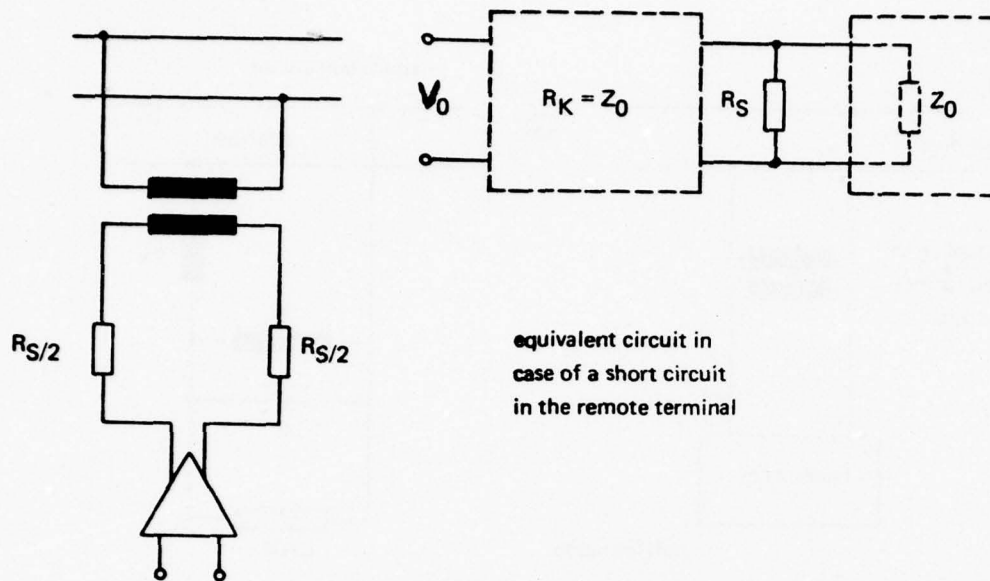 V0
RK = Z0
RS
Z0
RS/2
RS/2
equivalent circuit in
case of a short circuit
in the remote terminal